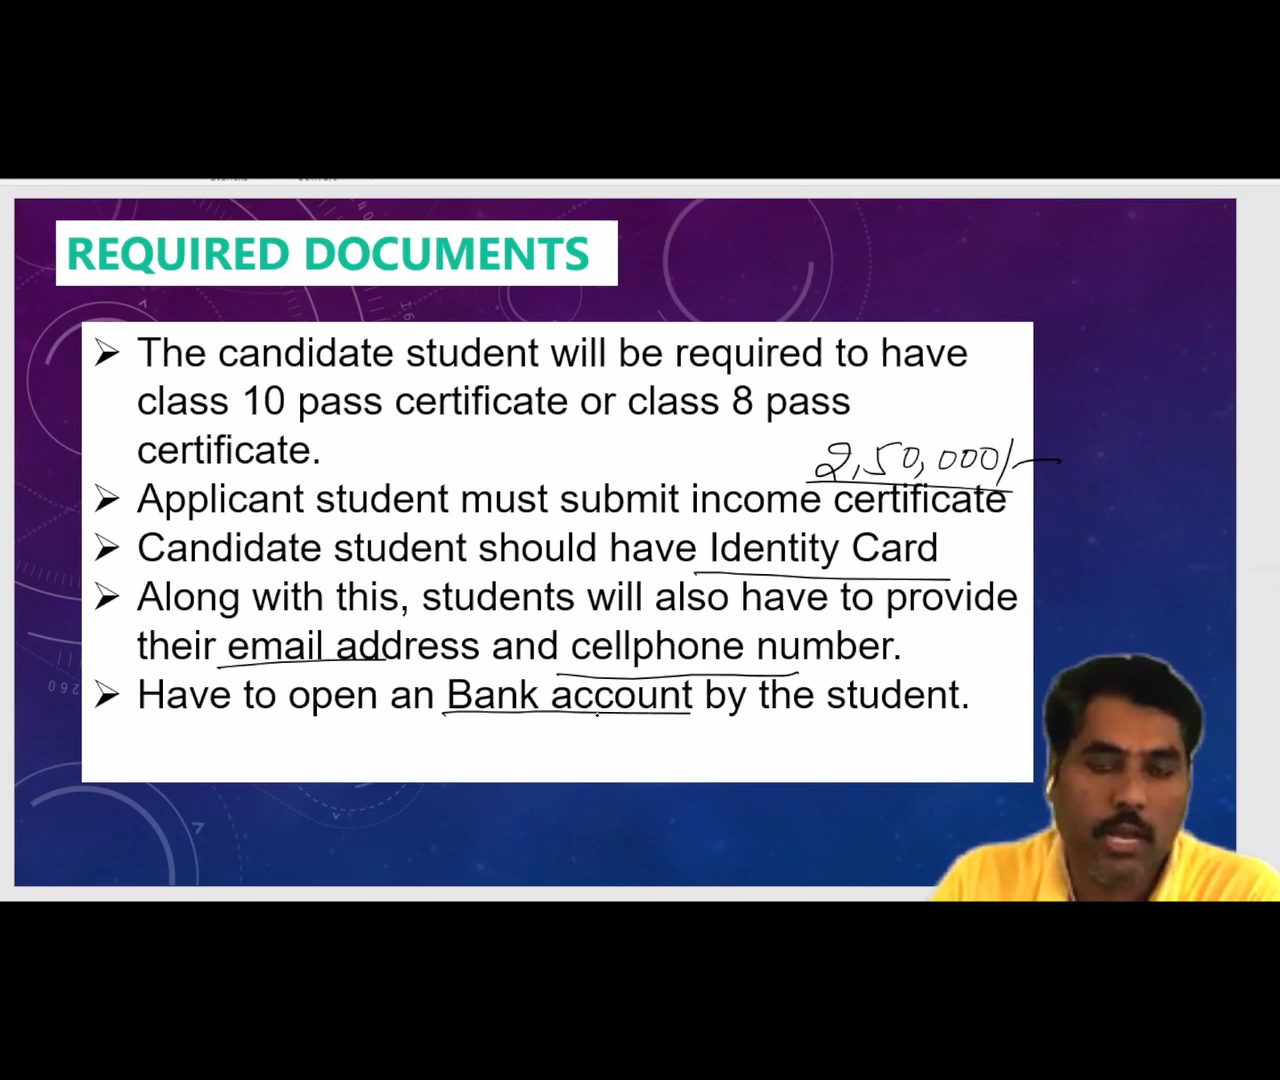 REQUIRED DOCUMENTS
➢ The candidate student will be required to have
class 10 pass certificate or class 8 pass
certificate.
2,50,000/-
➢ Applicant student must submit income certificate
➢ Candidate student should have Identity Card
➢ Along with this, students will also have to provide
their email address and cellphone number.
➢ Have to open an Bank account by the student.